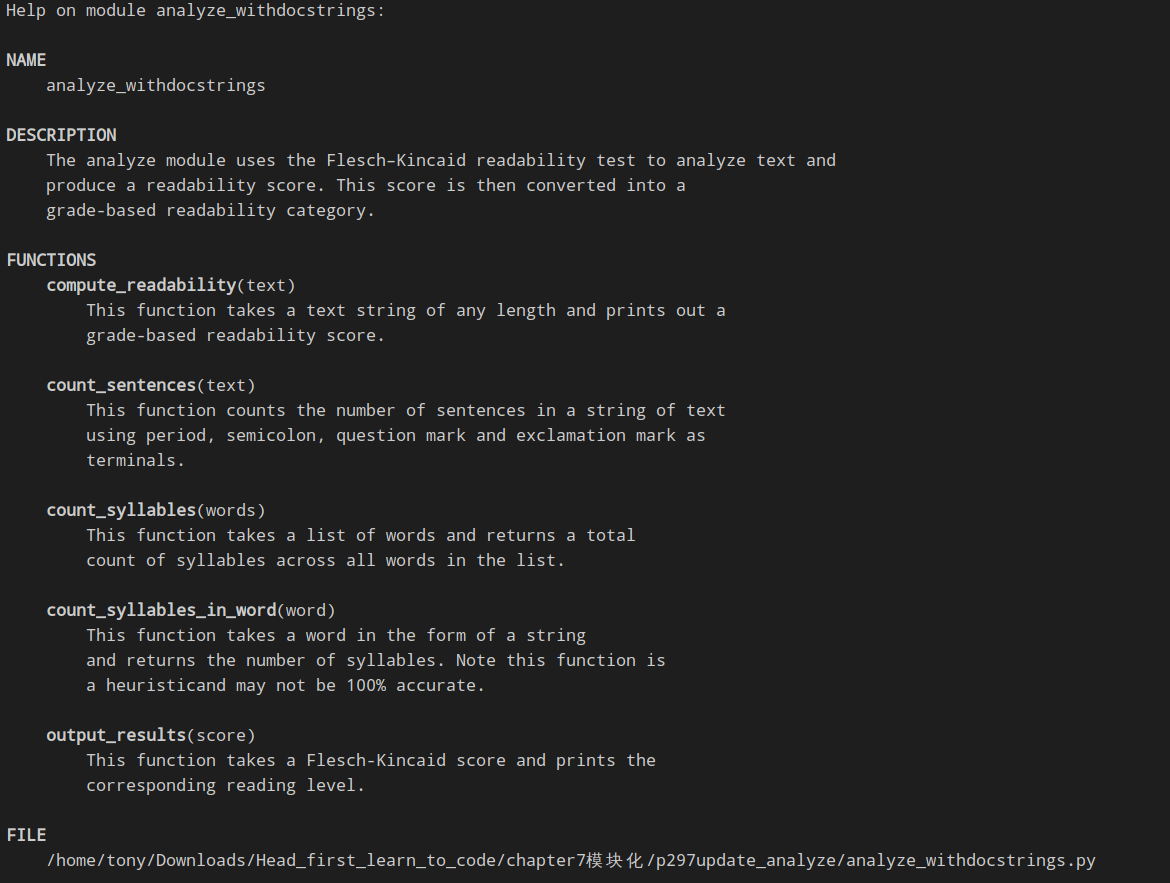 Help on module analyze_withdocstrings:
NAME
analyze_withdocstrings
DESCRIPTION
The analyze module uses the Flesch–Kincaid readability test to analyze text and
produce a readability score. This score is then converted into a
grade-based readability category.
FUNCTIONS
compute_readability(text)
This function takes a text string of any length and prints out a
grade-based readability score.
count_sentences(text)
This function counts the number of sentences in a string of text
using period, semicolon, question mark and exclamation mark as
terminals.
count_syllables(words)
This function takes a list of words and returns a total
count of syllables across all words in the list.
count_syllables_in_word(word)
This function takes a word in the form of a string
and returns the number of syllables. Note this function is
a heuristicand may not be 100% accurate.
output_results(score)
This function takes a Flesch-Kincaid score and prints the
corresponding reading level.
FILE
/home/tony/Downloads/Head_first_learn_to_code/chapter7模块化/p297update_analyze/analyze_withdocstrings.py